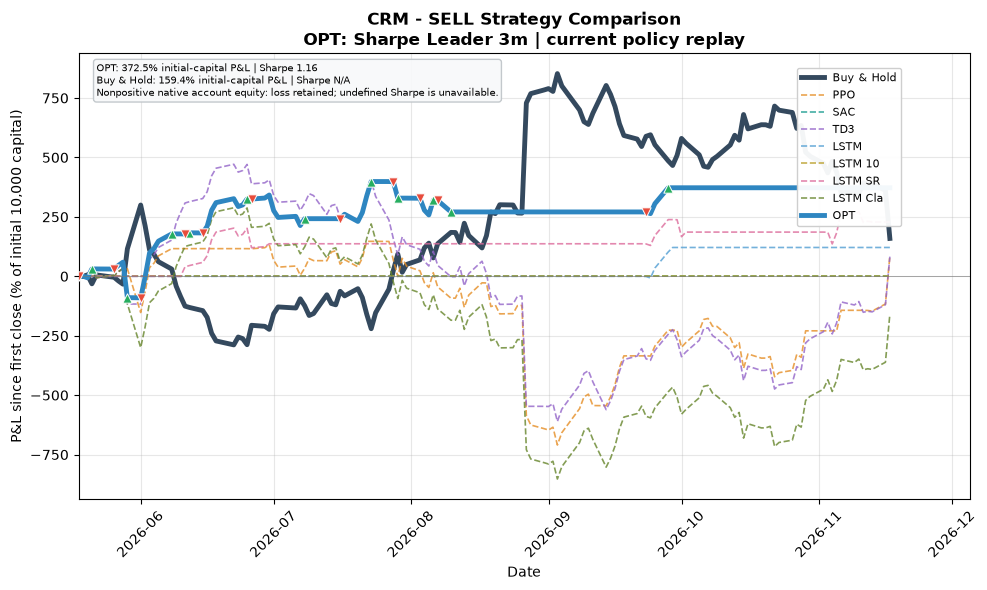 CRM - SELL Strategy Comparison
OPT: Sharpe Leader 3m | current policy replay
OPT: 372.5% initial-capital P&L | Sharpe 1.16
Buy & Hold: 159.4% initial-capital P&L | Sharpe N/A
Nonpositive native account equity: loss retained; undefined Sharpe is unavailable.
Buy & Hold
PPO
SAC
TD3
LSTM
LSTM 10
LSTM SR
LSTM Cla
OPT
P&L since first close (% of initial 10,000 capital)
750
500
250
0
−250
−500
−750
2026-06
2026-07
2026-08
2026-09
2026-10
2026-11
2026-12
Date